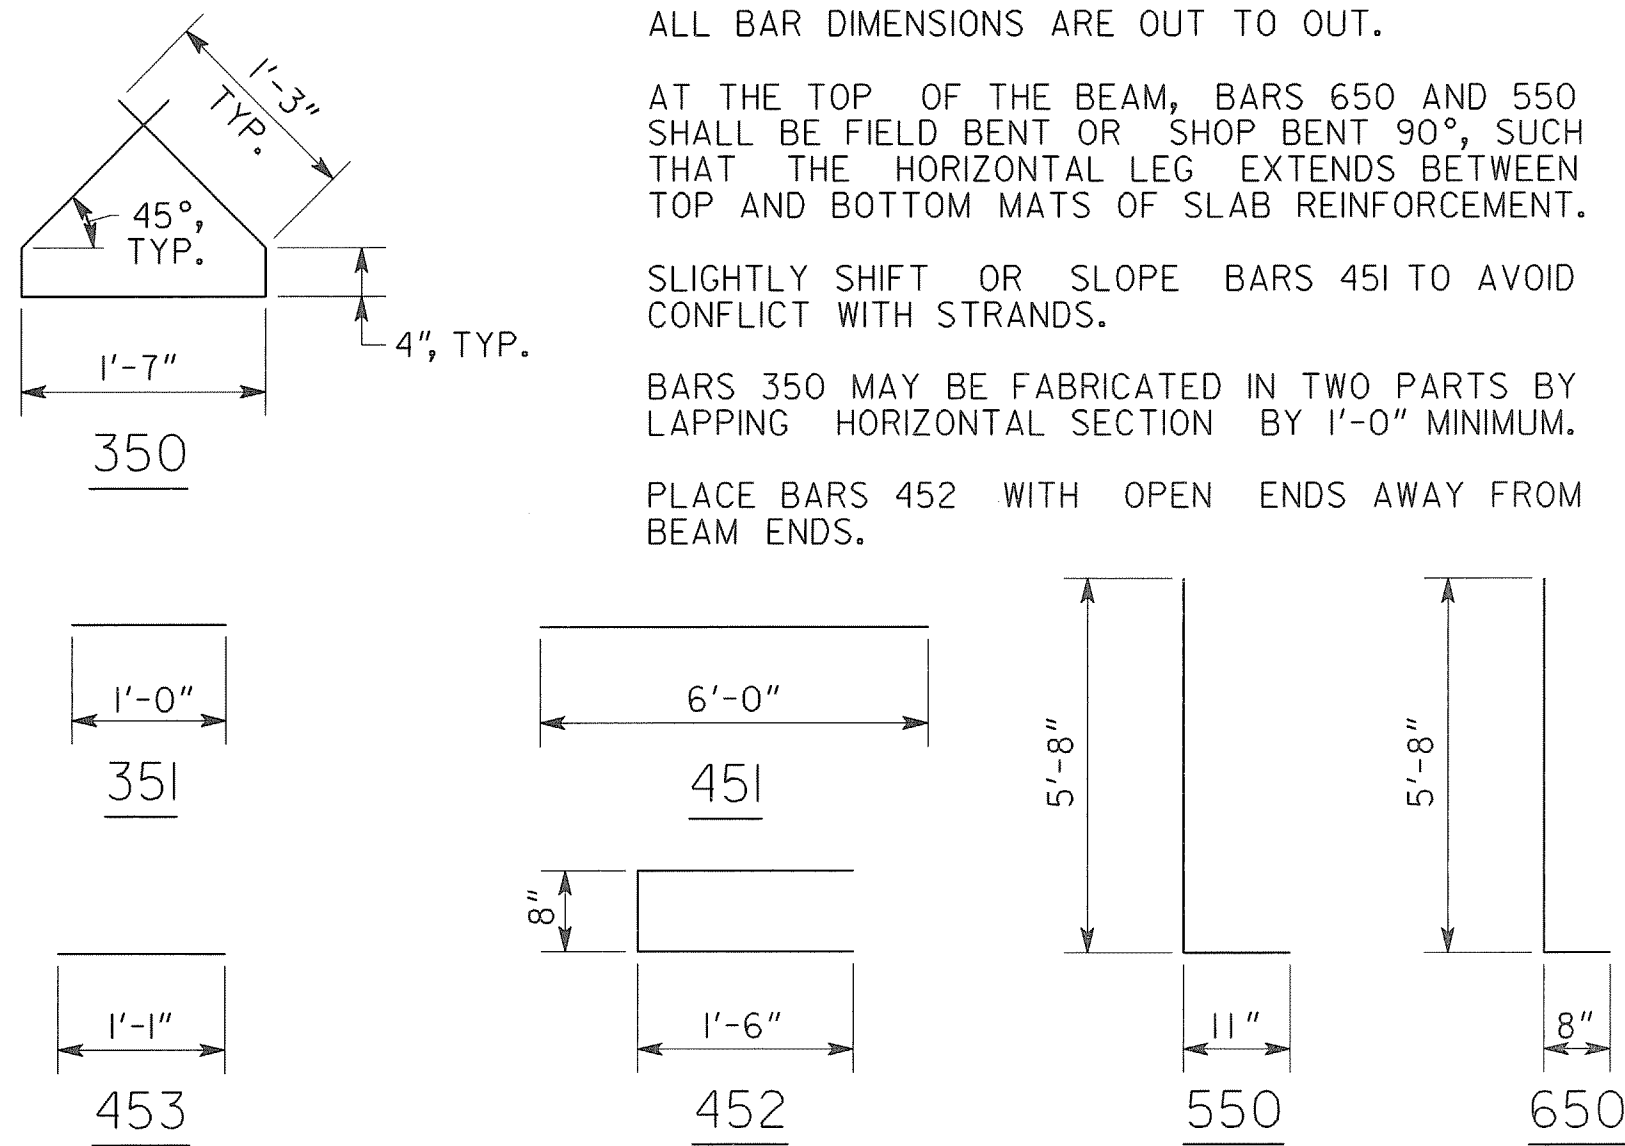 ALL BAR DIMENSIONS ARE OUT TO OUT.
AT THE TOP OF THE BEAM, BARS 650 AND 550
SHALL BE FIELD BENT OR SHOP BENT 90°, SUCH
THAT THE HORIZONTAL LEG EXTENDS BETWEEN
TOP AND BOTTOM MATS OF SLAB REINFORCEMENT.
SLIGHTLY SHIFT OR SLOPE BARS 451 TO AVOID
CONFLICT WITH STRANDS.
BARS 350 MAY BE FABRICATED IN TWO PARTS BY
LAPPING HORIZONTAL SECTION BY 1'-0" MINIMUM.
PLACE BARS 452 WITH OPEN ENDS AWAY FROM
BEAM ENDS.
1'-3"
TYP.
45°,
TYP.
4", TYP.
1'-7"
350
1'-0"
351
6'-0"
451
5'-8"
5'-8"
8"
1'-1"
453
1'-6"
452
11"
550
8"
650